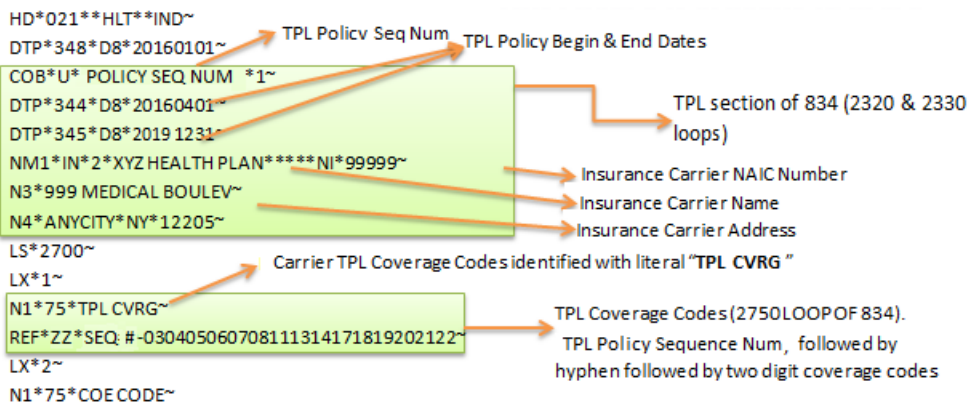 HD*021**HLT**IND~
DTP*348*D8*20160101~
TPL Policy Seq Num
TPL Policy Begin & End Dates
COB*U* POLICY SEQ NUM *1~
DTP*344*D8*20160401~
DTP*345*D8*2019 1231~
TPL section of 834 (2320 & 2330
loops)
NM1*IN*2*XYZ HEALTH PLAN*****NI*99999~
Insurance Carrier NAIC Number
N3*999 MEDICAL BOULEV~
Insurance Carrier Name
N4*ANYCITY*NY*12205~
Insurance Carrier Address
LS*2700~
Carrier TPL Coverage Codes identified with literal “TPL CVRG ”
LX*1~
N1*75*TPL CVRG~
REF*ZZ*SEQ: #-030405060708111314171819202122~
TPL Coverage Codes (2750 LOOP OF 834).
TPL Policy Sequence Num, followed by
hyphen followed by two digit coverage codes
LX*2~
N1*75*COE CODE~